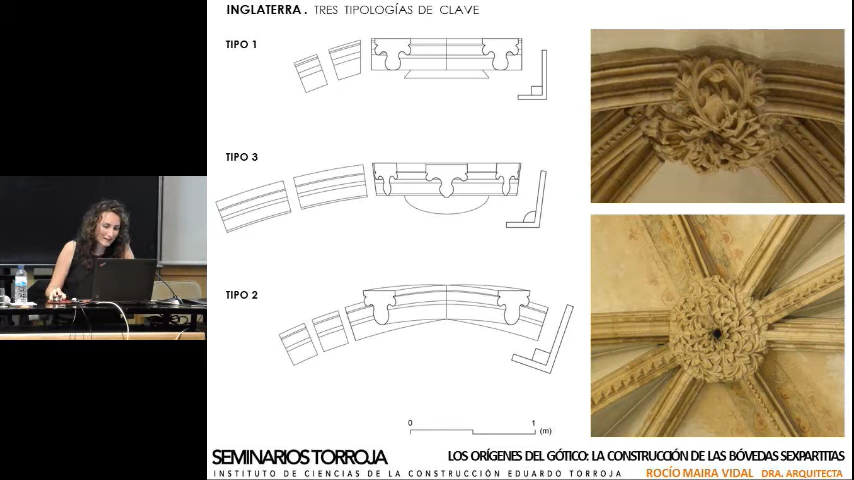 INGLATERRA. TRES TIPOLOGÍAS DE CLAVE
TIPO 1
TIPO 3
TIPO 2
0 1
(m)
SEMINARIOS TORROJA
INSTITUTO DE CIENCIAS DE LA CONSTRUCCIÓN EDUARDO TORROJA
LOS ORÍGENES DEL GÓTICO: LA CONSTRUCCIÓN DE LAS BÓVEDAS SEXPARTITAS
ROCÍO MAIRA VIDAL DRA. ARQUITECTA